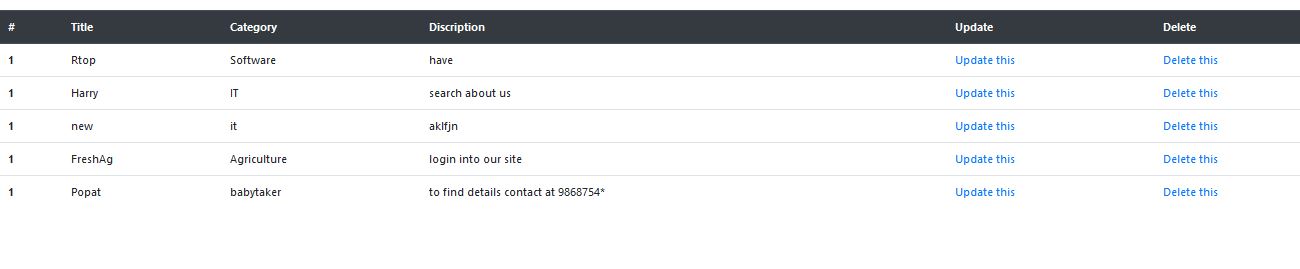 # Title Category Discription Update Delete
1 Rtop Software have Update this Delete this
1 Harry IT search about us Update this Delete this
1 new it aklfjn Update this Delete this
1 FreshAg Agriculture login into our site Update this Delete this
1 Popat babytaker to find details contact at 9868754* Update this Delete this